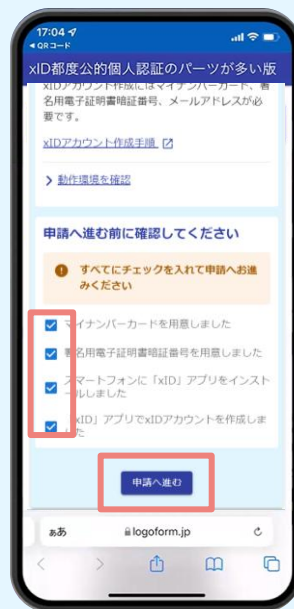 17:04
◀ QRコード
xID都度公的個人認証のパーツが多い版
xIDアカウント作成にはマイナンバーカード、署
名用電子証明書暗証番号、メールアドレスが必
要です。
xIDアカウント作成手順
> 動作環境を確認
申請へ進む前に確認してください
すべてにチェックを入れて申請へお進
みください
マイナンバーカードを用意しました
署名用電子証明書暗証番号を用意しました
スマートフォンに「xID」アプリをインスト
ールしました
「xID」アプリでxIDアカウントを作成しま
した
申請へ進む
ぁあ logoform.jp